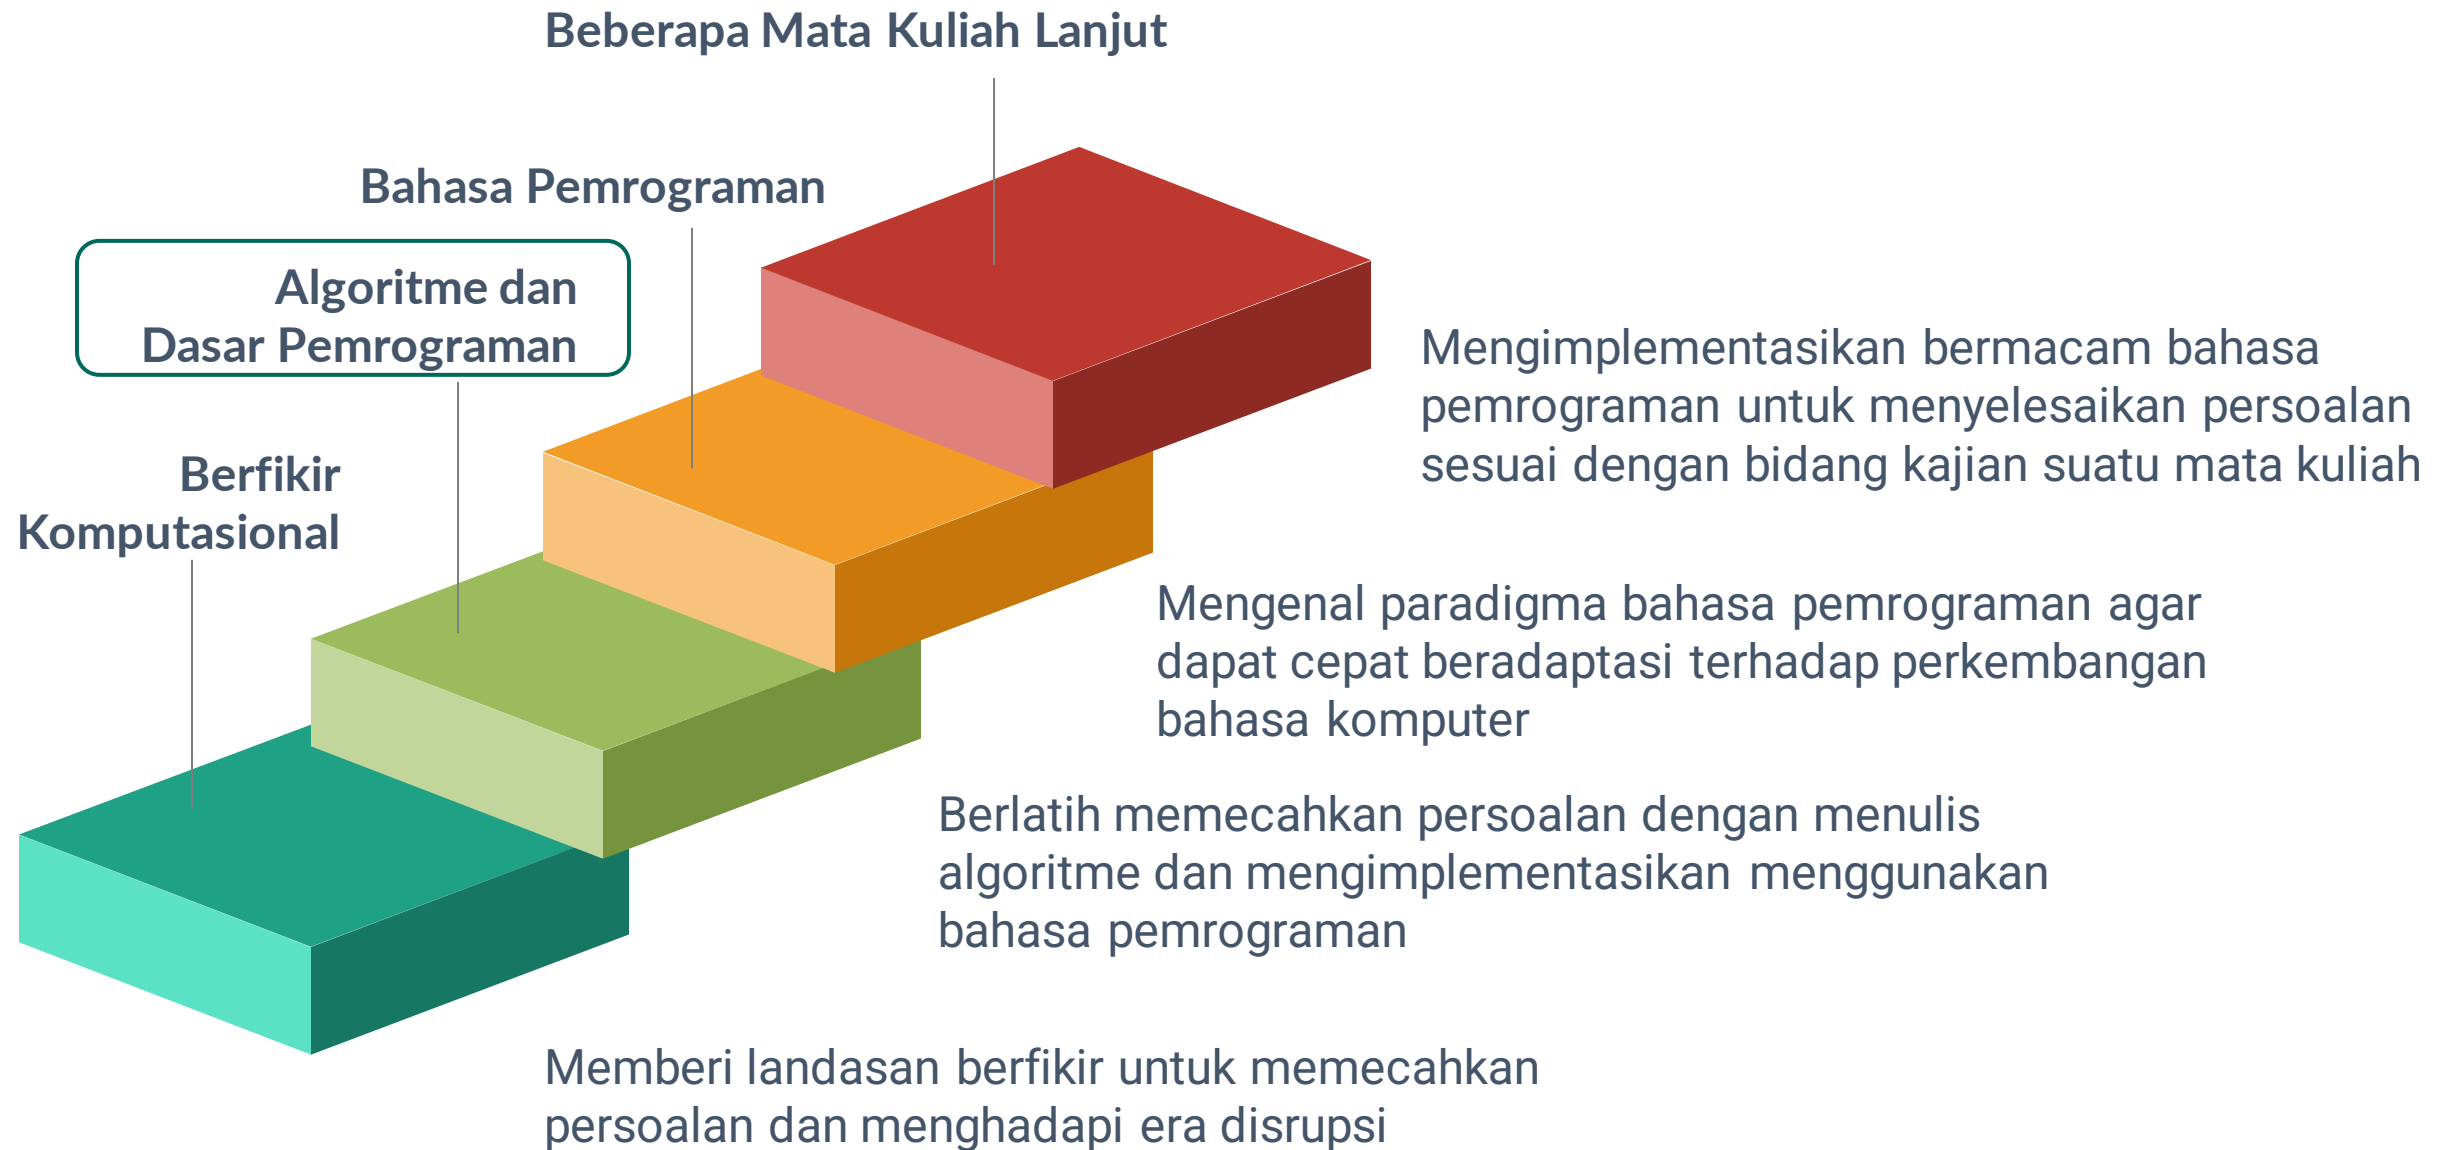 Beberapa Mata Kuliah Lanjut
Bahasa Pemrograman
Algoritme dan
Dasar Pemrograman
Berfikir
Komputasional
Mengimplementasikan bermacam bahasa
pemrograman untuk menyelesaikan persoalan
sesuai dengan bidang kajian suatu mata kuliah
Mengenal paradigma bahasa pemrograman agar
dapat cepat beradaptasi terhadap perkembangan
bahasa komputer
Berlatih memecahkan persoalan dengan menulis
algoritme dan mengimplementasikan menggunakan
bahasa pemrograman
Memberi landasan berfikir untuk memecahkan
persoalan dan menghadapi era disrupsi